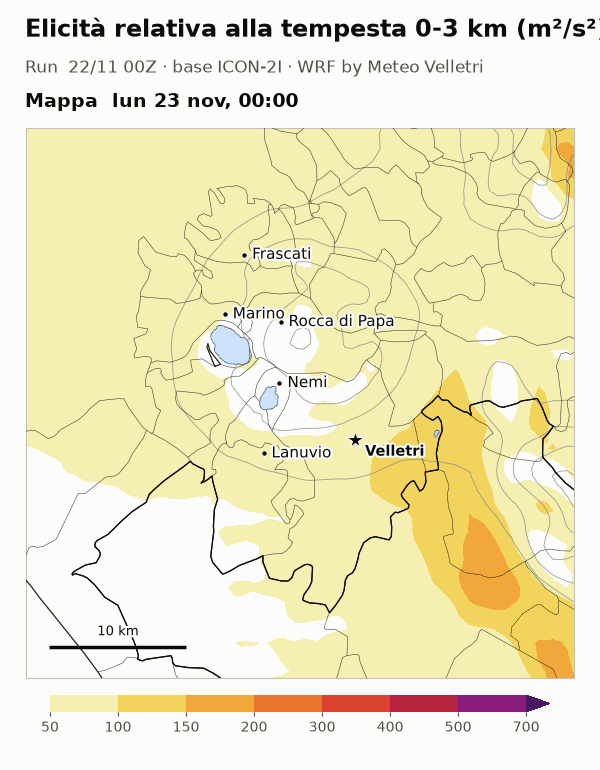 Elicità relativa alla tempesta 0-3 km (m²/s²)
Run 22/11 00Z · base ICON-2I · WRF by Meteo Velletri
Mappa lun 23 nov, 00:00
Frascati
Marino
Rocca di Papa
Nemi
Velletri
Lanuvio
10 km
50 100 150 200 300 400 500 700